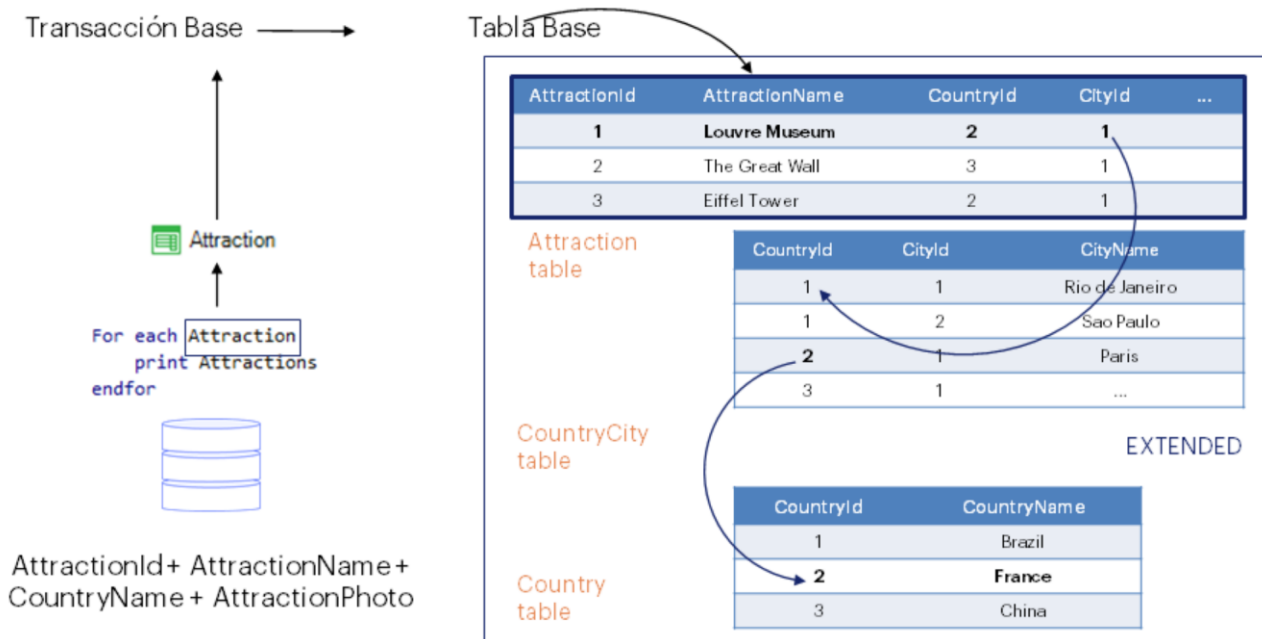 Transacción Base
Tabla Base
AttractionId AttractionName CountryId CityId ...
1 Louvre Museum 2 1
2 The Great Wall 3 1
3 Eiffel Tower 2 1
Attraction
table
CountryId CityId CityName
1 1 Rio de Janeiro
1 2 Sao Paulo
2 1 Paris
3 1 ...
Attraction
For each Attraction
print Attractions
endfor
CountryCity
table
EXTENDED
CountryId CountryName
1 Brazil
2 France
3 China
Country
table
AttractionId + AttractionName +
CountryName + AttractionPhoto